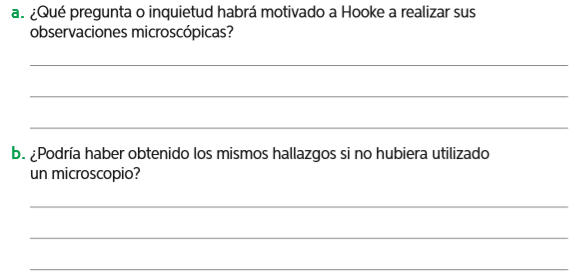 a. ¿Qué pregunta o inquietud habrá motivado a Hooke a realizar sus
observaciones microscópicas?
b. ¿Podría haber obtenido los mismos hallazgos si no hubiera utilizado
un microscopio?